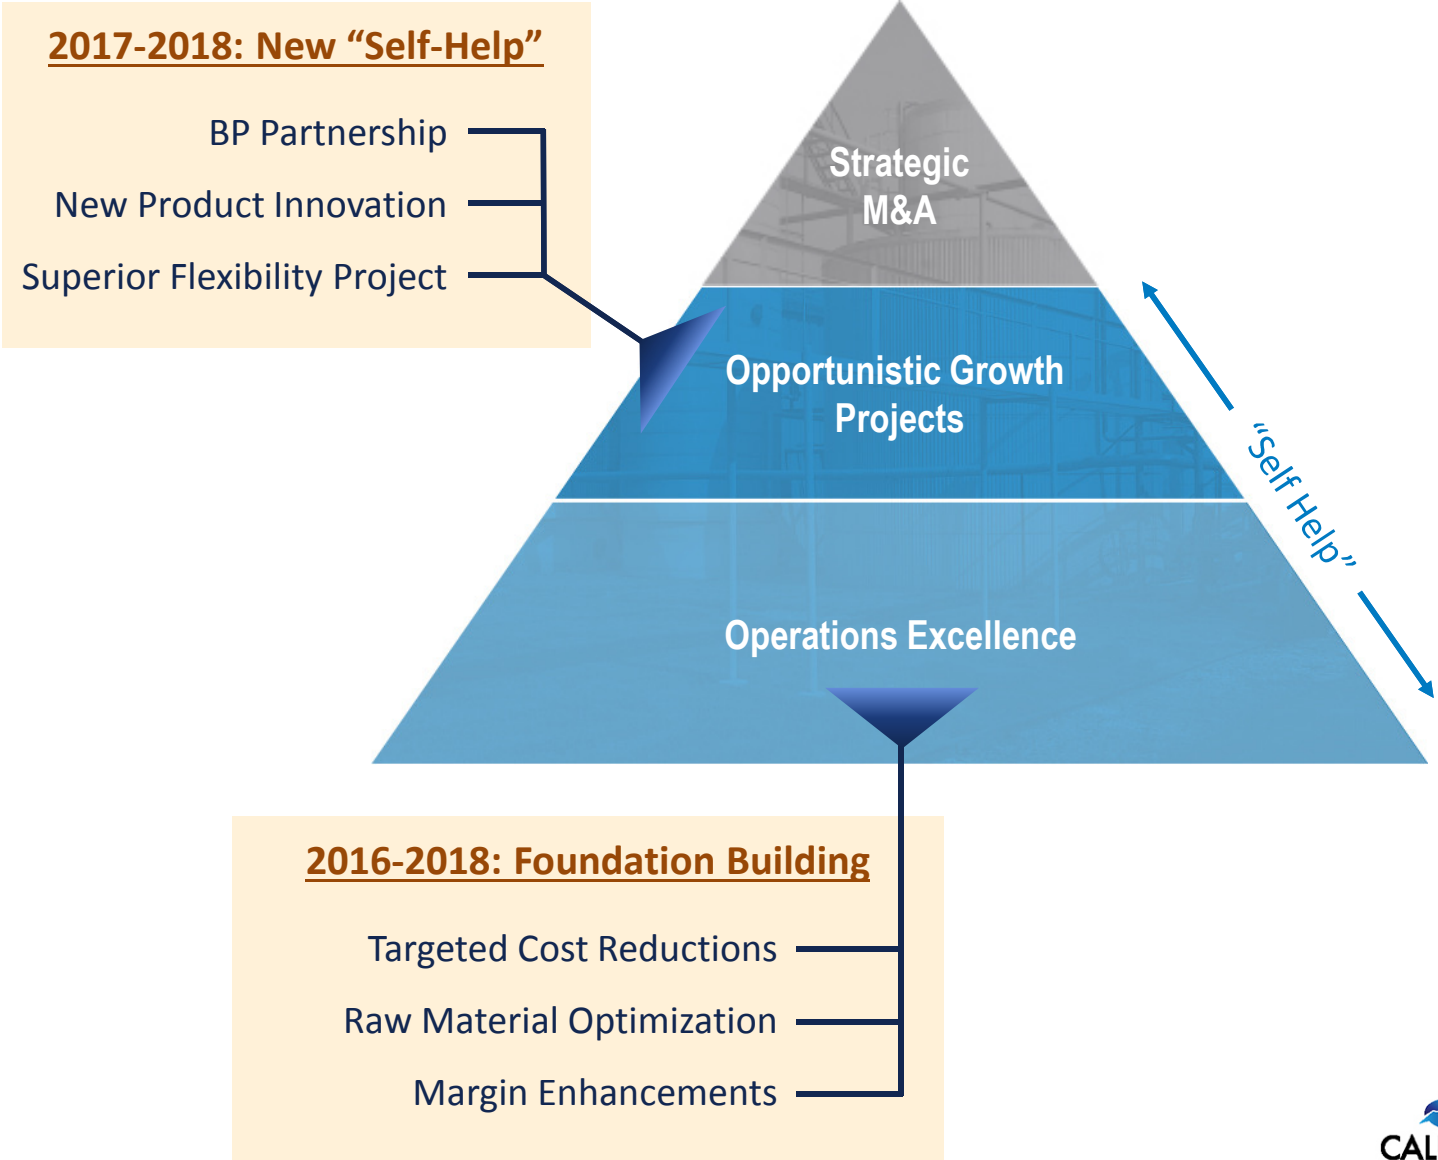 2017-2018: New “Self-Help”
BP Partnership
New Product Innovation
Superior Flexibility Project
Strategic
M&A
Opportunistic Growth
Projects
“Self Help”
Operations Excellence
2016-2018: Foundation Building
Targeted Cost Reductions
Raw Material Optimization
Margin Enhancements
CAL